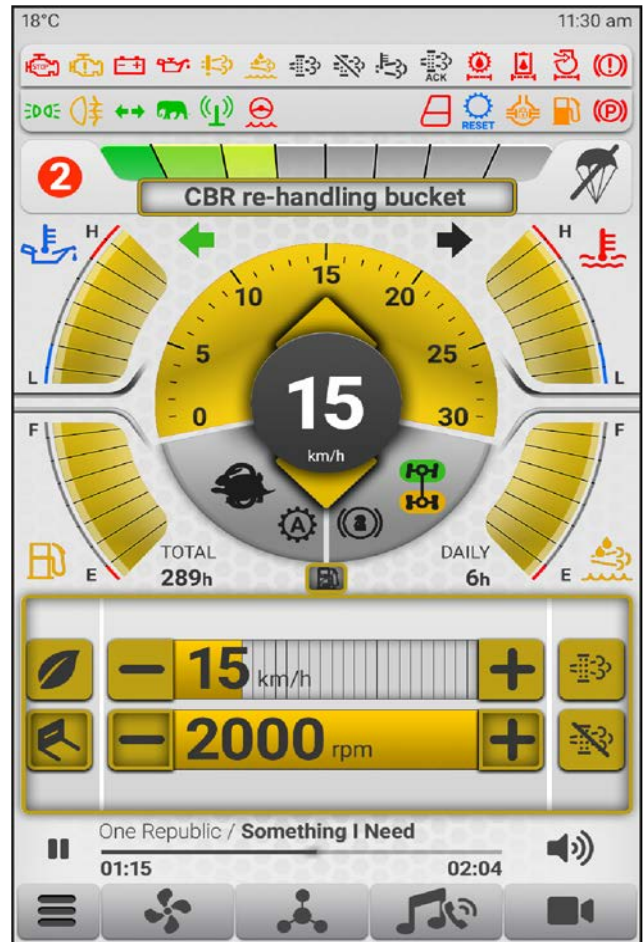 18°C 11:30 am
STOP
ACK
RESET
(P)
2
CBR re-handling bucket
H H
15
10 20
5 25
L L
0 15 30
km/h
F F
A 2
TOTAL DAILY
E 289h 6h E
− 15 km/h +
− 2000 rpm +
One Republic / Something I Need
01:15 02:04